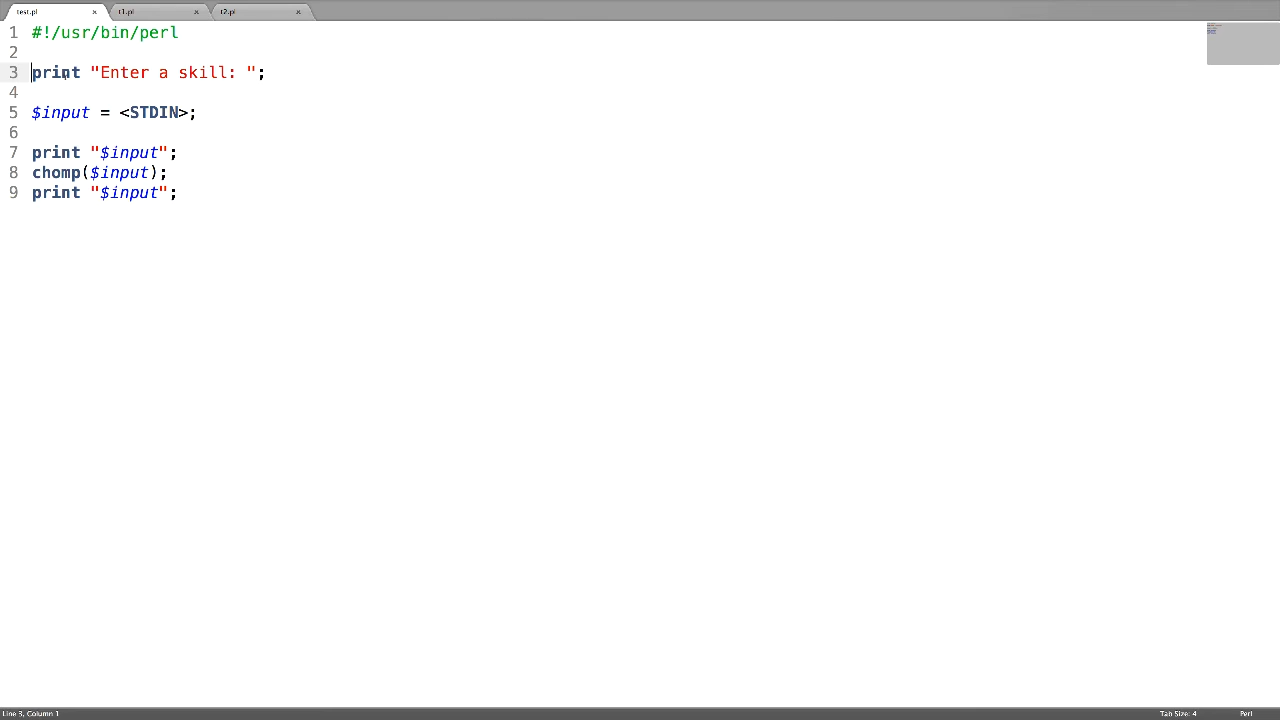 test.pl × t1.pl × t2.pl ×
1 #!/usr/bin/perl
2
3 print "Enter a skill: ";
4
5 $input = <STDIN>;
6
7 print "$input";
8 chomp($input);
9 print "$input";
Line 3, Column 1 Tab Size: 4 Perl